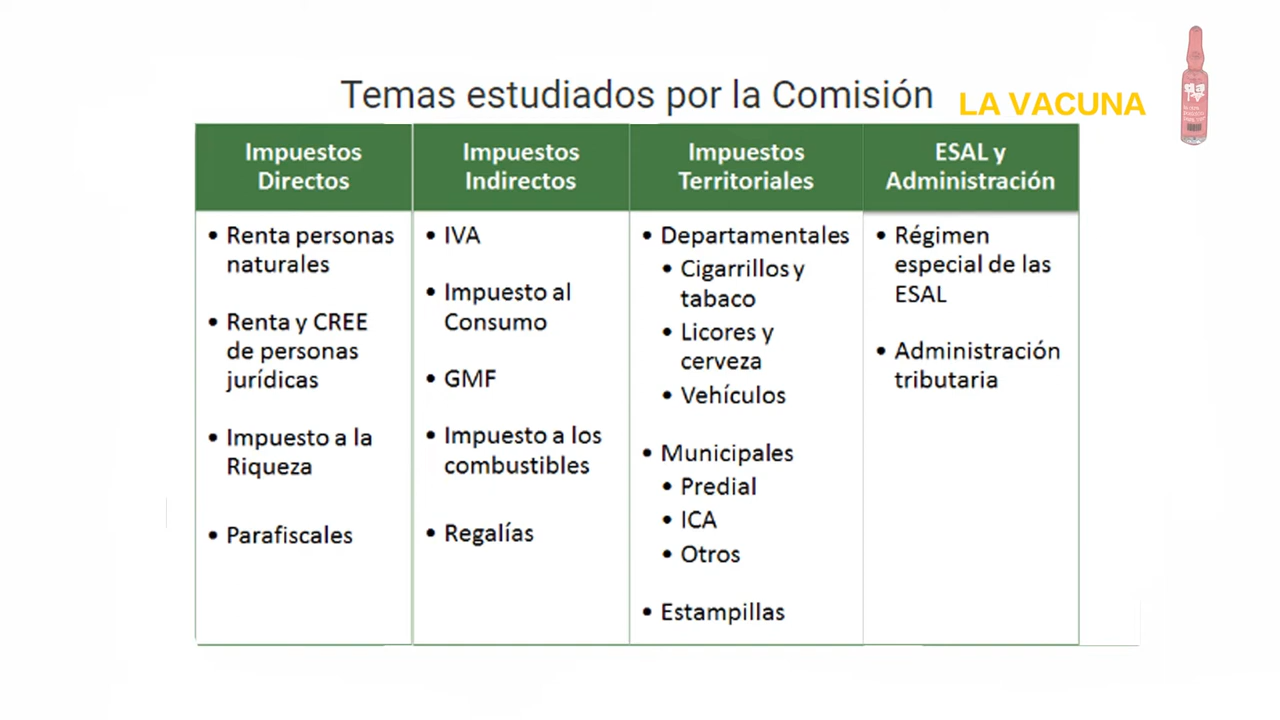 Temas estudiados por la Comisión
LA VACUNA
Impuestos
Directos
Impuestos
Indirectos
Impuestos
Territoriales
ESAL y
Administración
• Renta personas
naturales
• Renta y CREE
de personas
jurídicas
• Impuesto a la
Riqueza
• Parafiscales
• IVA
• Impuesto al
Consumo
• GMF
• Impuesto a los
combustibles
• Regalías
• Departamentales
• Cigarrillos y
tabaco
• Licores y
cerveza
• Vehículos
• Municipales
• Predial
• ICA
• Otros
• Estampillas
• Régimen
especial de las
ESAL
• Administración
tributaria